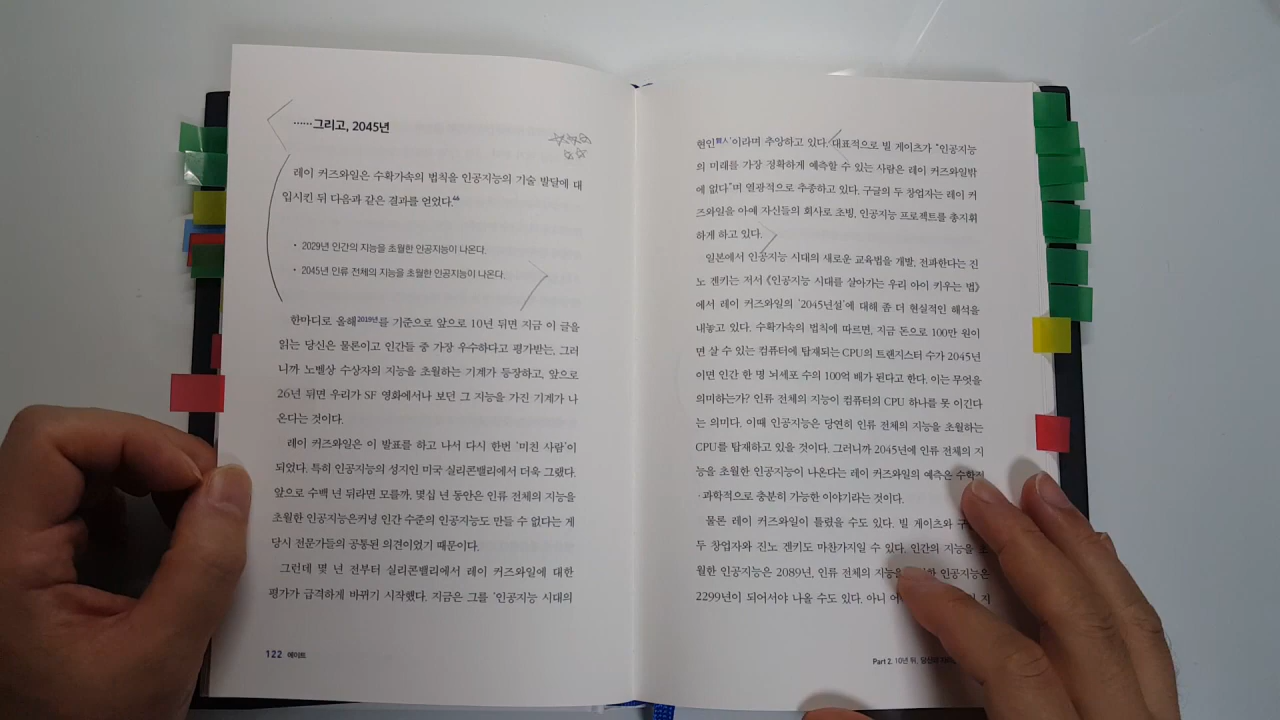 ……그리고, 2045년
레이 커즈와일은 수확가속의 법칙을 인공지능의 기술 발달에 대
입시킨 뒤 다음과 같은 결과를 얻었다.
• 2029년 인간의 지능을 초월한 인공지능이 나온다.
• 2045년 인류 전체의 지능을 초월한 인공지능이 나온다.
한마디로 올해2019년를 기준으로 앞으로 10년 뒤면 지금 이 글을
읽는 당신은 물론이고 인간들 중 가장 우수하다고 평가받는, 그러
니까 노벨상 수상자의 지능을 초월하는 기계가 등장하고, 앞으로
26년 뒤면 우리가 SF 영화에서나 보던 그 지능을 가진 기계가 나
온다는 것이다.
레이 커즈와일은 이 발표를 하고 나서 다시 한번 '미친 사람'이
되었다. 특히 인공지능의 성지인 미국 실리콘밸리에서 더욱 그랬다.
앞으로 수백 년 뒤라면 모를까, 몇십 년 동안은 인류 전체의 지능을
초월한 인공지능은커녕 인간 수준의 인공지능도 만들 수 없다는 게
당시 전문가들의 공통된 의견이었기 때문이다.
그런데 몇 년 전부터 실리콘밸리에서 레이 커즈와일에 대한
평가가 급격하게 바뀌기 시작했다. 지금은 그를 '인공지능 시대의
122 에이트
현인賢人'이라며 추앙하고 있다. 대표적으로 빌 게이츠가 "인공지능
의 미래를 가장 정확하게 예측할 수 있는 사람은 레이 커즈와일밖
에 없다"며 열광적으로 추종하고 있다. 구글의 두 창업자는 레이 커
즈와일을 아예 자신들의 회사로 초빙, 인공지능 프로젝트를 총지휘
하게 하고 있다.
일본에서 인공지능 시대의 새로운 교육법을 개발, 전파한다는 진
노 겐키는 저서 《인공지능 시대를 살아가는 우리 아이 키우는 법》
에서 레이 커즈와일의 '2045년설'에 대해 좀 더 현실적인 해석을
내놓고 있다. 수확가속의 법칙에 따르면, 지금 돈으로 100만 원이
면 살 수 있는 컴퓨터에 탑재되는 CPU의 트랜지스터 수가 2045년
이면 인간 한 명 뇌세포 수의 100억 배가 된다고 한다. 이는 무엇을
의미하는가? 인류 전체의 지능이 컴퓨터의 CPU 하나를 못 이긴다
는 의미다. 이때 인공지능은 당연히 인류 전체의 지능을 초월하는
CPU를 탑재하고 있을 것이다. 그러니까 2045년에 인류 전체의 지
능을 초월한 인공지능이 나온다는 레이 커즈와일의 예측은 수학적
·과학적으로 충분히 가능한 이야기라는 것이다.
물론 레이 커즈와일이 틀렸을 수도 있다. 빌 게이츠와
두 창업자와 진노 겐키도 마찬가지일 수 있다. 인간의 지능을
월한 인공지능은 2089년, 인류 전체의 지능을 인공지능은
2299년이 되어서야 나올 수도 있다. 아니
Part 2. 10년 뒤,